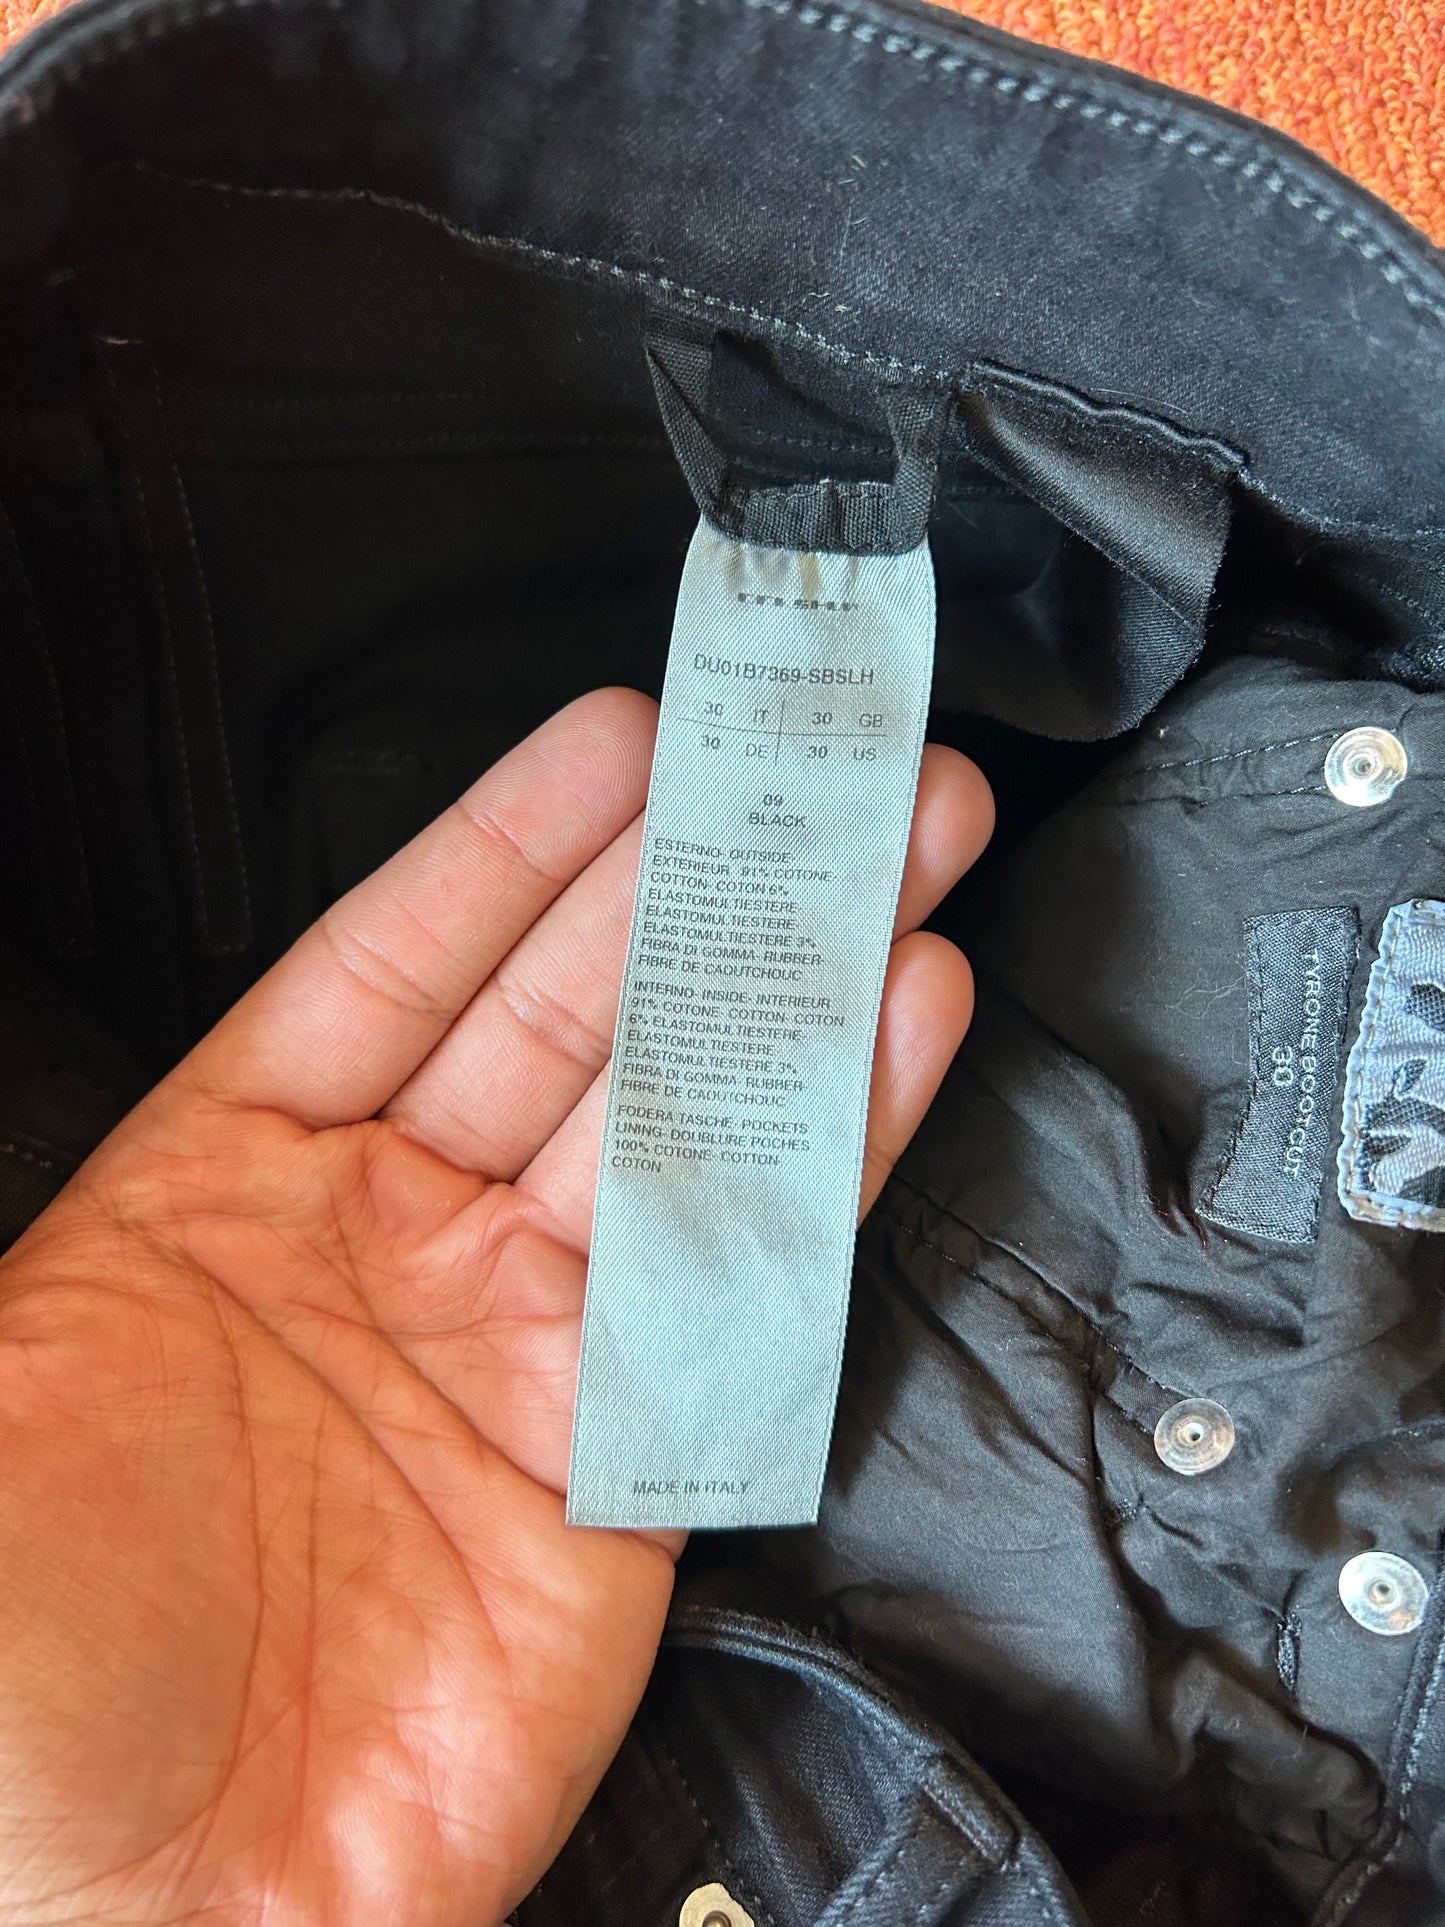 DU01B7369-SBSLH
30 IT 30 GB
30 DE 30 US
09
BLACK
ESTERNO- OUTSIDE-
EXTERIEUR 91% COTONE-
COTTON- COTON 6%
ELASTOMULTIESTERE
ELASTOMULTIESTERE
ELASTOMULTIESTERE 3%
FIBRA DI GOMMA- RUBBER-
FIBRE DE CAOUTCHOUC
INTERNO- INSIDE- INTERIEUR
91% COTONE- COTTON- COTON
6% ELASTOMULTIESTERE-
ELASTOMULTIESTERE
ELASTOMULTIESTERE 3%
FIBRA DI GOMMA- RUBBER-
FIBRE DE CAOUTCHOUC
FODERA TASCHE- POCKETS
LINING- DOUBLURE POCHES
100% COTONE- COTTON-
COTON
MADE IN ITALY
TYRONE BOOTCUT
30